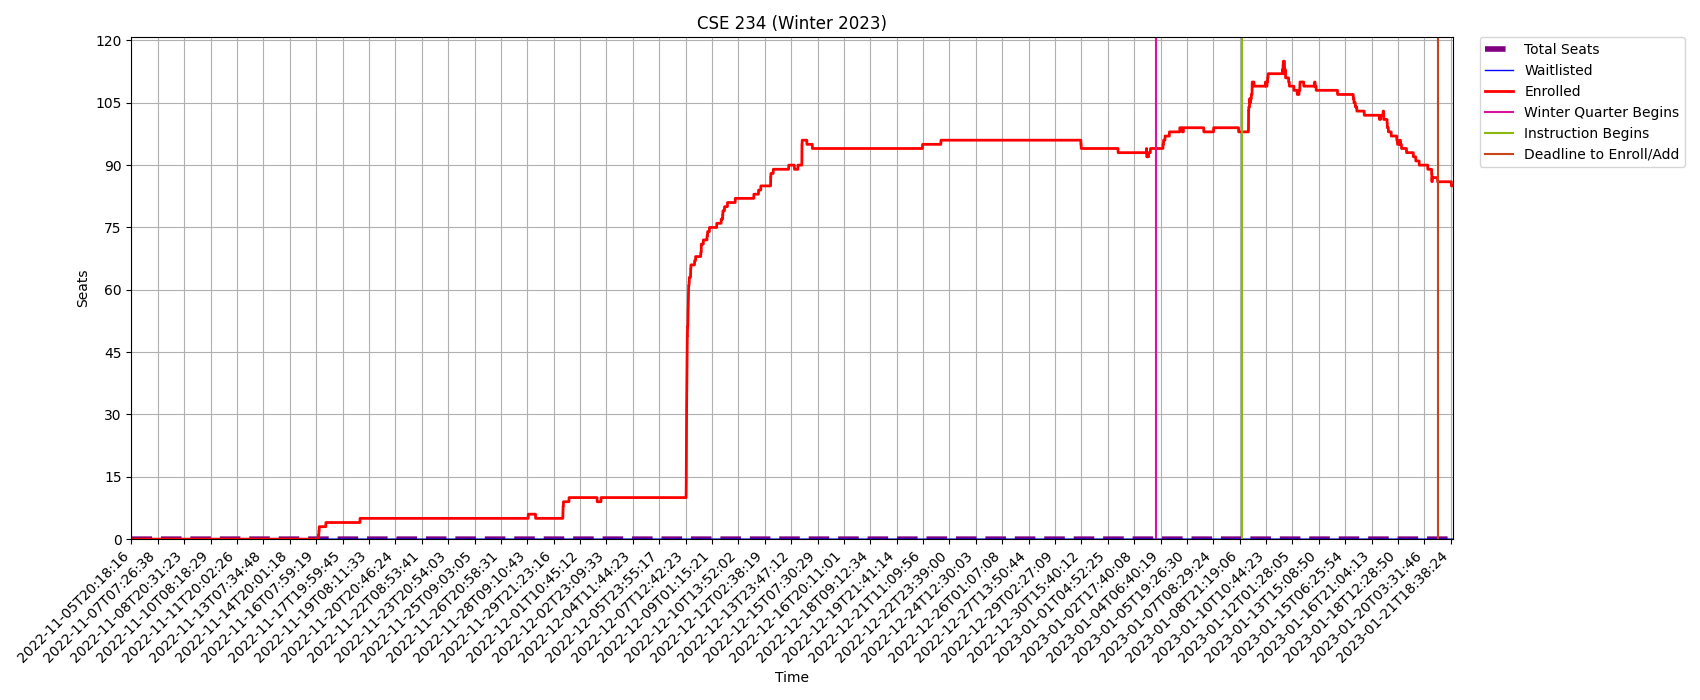 CSE 234 (Winter 2023)
120
105
90
75
60
45
30
15
0
Seats
2022-11-05T20:18:16
2022-11-07T07:26:38
2022-11-08T20:31:23
2022-11-10T08:18:29
2022-11-11T20:02:26
2022-11-13T07:34:48
2022-11-14T20:01:18
2022-11-16T07:59:19
2022-11-17T19:59:45
2022-11-19T08:11:33
2022-11-20T20:46:24
2022-11-22T08:53:41
2022-11-23T20:54:03
2022-11-25T09:03:05
2022-11-26T20:58:31
2022-11-28T09:10:43
2022-11-29T21:23:16
2022-12-01T10:45:12
2022-12-02T23:09:33
2022-12-04T11:44:23
2022-12-05T23:55:17
2022-12-07T12:42:23
2022-12-09T01:15:21
2022-12-10T13:52:02
2022-12-12T02:38:19
2022-12-13T23:47:12
2022-12-15T07:30:29
2022-12-16T20:11:01
2022-12-18T09:12:34
2022-12-19T21:41:14
2022-12-21T11:09:56
2022-12-22T23:39:00
2022-12-24T12:30:03
2022-12-26T01:07:08
2022-12-27T13:50:44
2022-12-29T02:27:09
2022-12-30T15:40:12
2023-01-01T04:52:25
2023-01-02T17:40:08
2023-01-04T06:40:19
2023-01-05T19:26:30
2023-01-07T08:29:24
2023-01-08T21:19:06
2023-01-10T10:44:23
2023-01-12T01:28:05
2023-01-13T15:08:50
2023-01-15T06:25:54
2023-01-16T21:04:13
2023-01-18T12:28:50
2023-01-20T03:31:46
2023-01-21T18:38:24
Time
Total Seats
Waitlisted
Enrolled
Winter Quarter Begins
Instruction Begins
Deadline to Enroll/Add